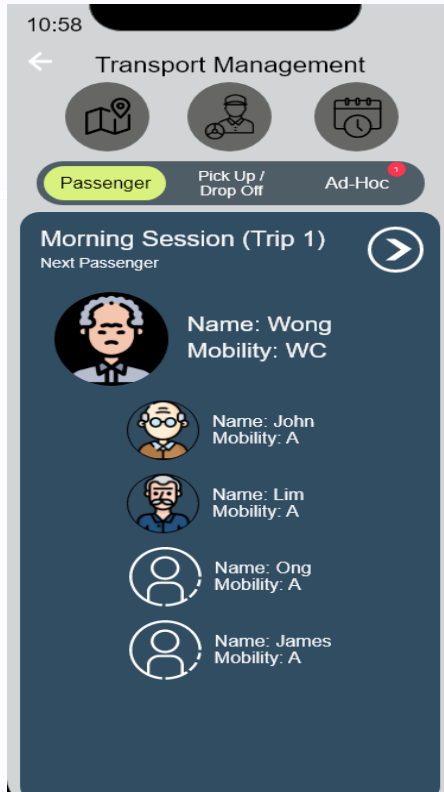 10:58
Transport Management
Passenger
Pick Up /
Drop Off
Ad-Hoc
1
Morning Session (Trip 1)
Next Passenger
Name: Wong
Mobility: WC
Name: John
Mobility: A
Name: Lim
Mobility: A
Name: Ong
Mobility: A
Name: James
Mobility: A